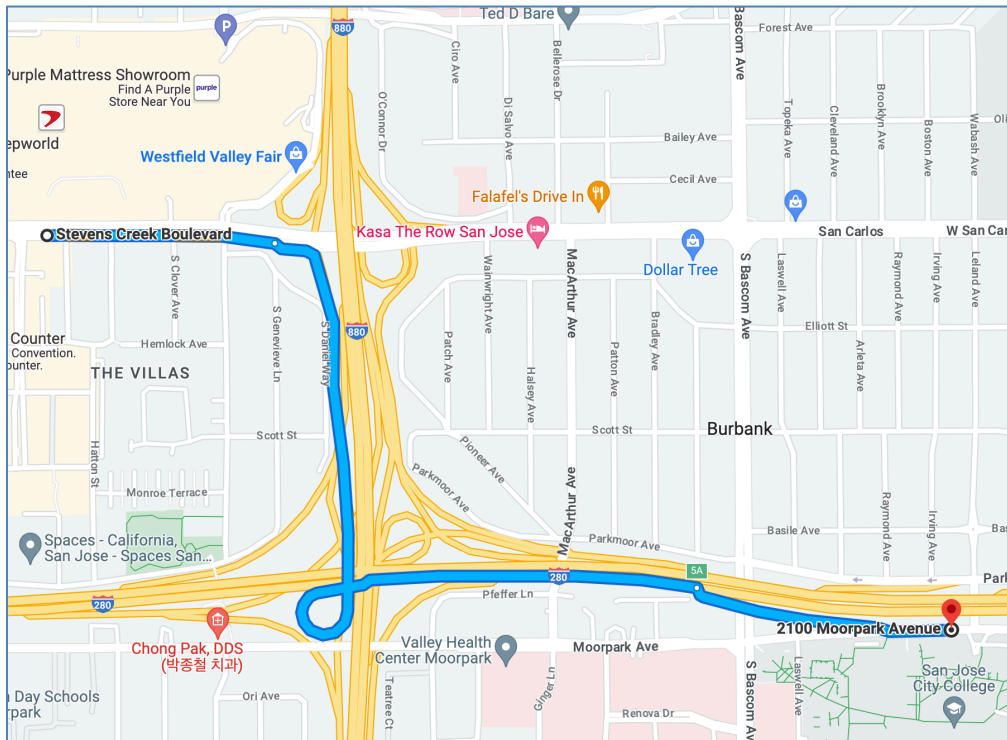 Ted D Bare
880
Bascom Ave
Forest Ave
P
Purple Mattress Showroom
Find A Purple
Store Near You
purple
epworld
ntee
Ciro Ave
Bellerose Dr
O'Connor Dr
Di Salvo Ave
Topeka Ave
Cleveland Ave
Brooklyn Ave
Boston Ave
Wabash Ave
Oli
Bailey Ave
Westfield Valley Fair
Cecil Ave
Falafel's Drive In
Stevens Creek Boulevard
Kasa The Row San Jose
San Carlos
W San Car
Dollar Tree
S Clover Ave
S Genevieve Ln
S Daniel Way
Wainwright Ave
MacArthur Ave
S Bascom Ave
Laswell Ave
Raymond Ave
Irving Ave
Leland Ave
880
Counter
Convention.
ounter.
Hemlock Ave
THE VILLAS
Patch Ave
Halsey Ave
Patton Ave
Bradley Ave
Elliott St
Arleta Ave
Scott St
Scott St
Burbank
Hatton St
Pioneer Ave
Parkmoor Ave
Monroe Terrace
MacArthur Ave
Raymond Ave
Irving Ave
Spaces - California,
San Jose - Spaces San...
Parkmoor Ave
Basile Ave
Bas
5A
280
280
Park
Pfeffer Ln
2100 Moorpark Avenue
Chong Pak, DDS
(박종철 치과)
Valley Health
Center Moorpark
Moorpark Ave
Ginger Ln
S Bascom Av
Laswell Ave
San Jose
City College
Day Schools
rpark
Ori Ave
Teatree Ct
Renova Dr